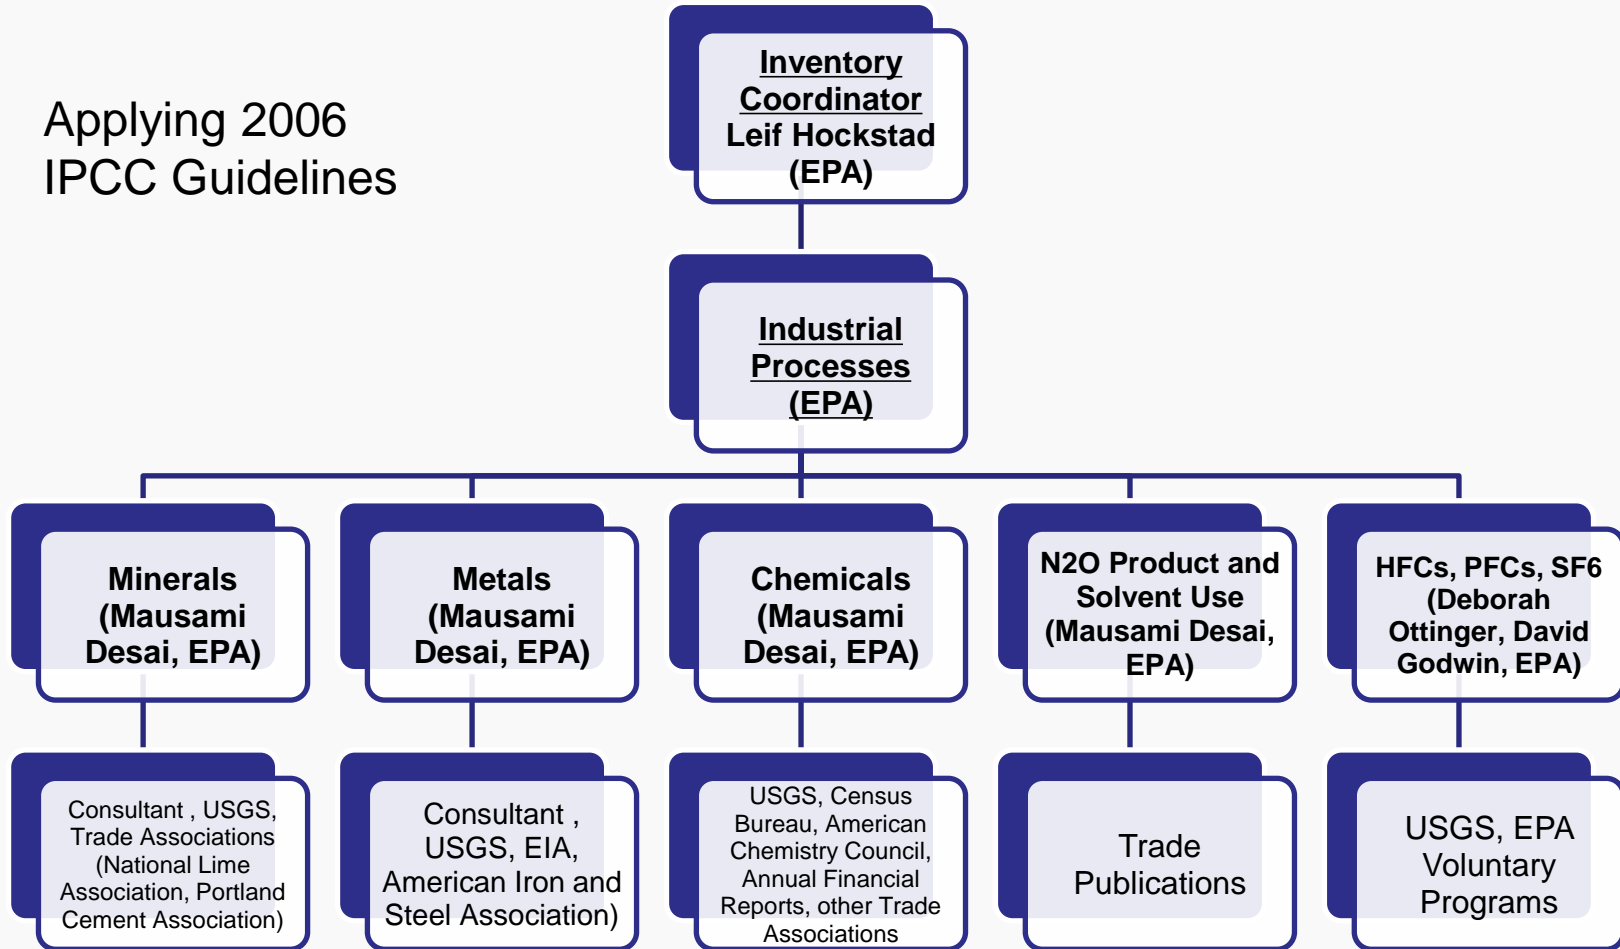 Applying 2006
IPCC Guidelines
Inventory
Coordinator
Leif Hockstad
(EPA)
Industrial
Processes
(EPA)
Minerals
(Mausami
Desai, EPA)
Metals
(Mausami
Desai, EPA)
Chemicals
(Mausami
Desai, EPA)
N2O Product and
Solvent Use
(Mausami Desai,
EPA)
HFCs, PFCs, SF6
(Deborah
Ottinger, David
Godwin, EPA)
Consultant , USGS,
Trade Associations
(National Lime
Association, Portland
Cement Association)
Consultant ,
USGS, EIA,
American Iron and
Steel Association)
USGS, Census
Bureau, American
Chemistry Council,
Annual Financial
Reports, other Trade
Associations
Trade
Publications
USGS, EPA
Voluntary
Programs